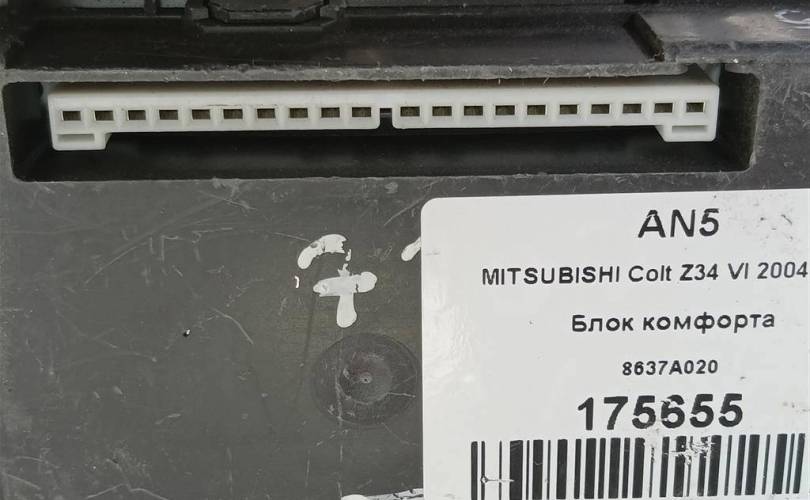 AN5
MITSUBISHI Colt Z34 VI 2004
Блок комфорта
8637A020
175655